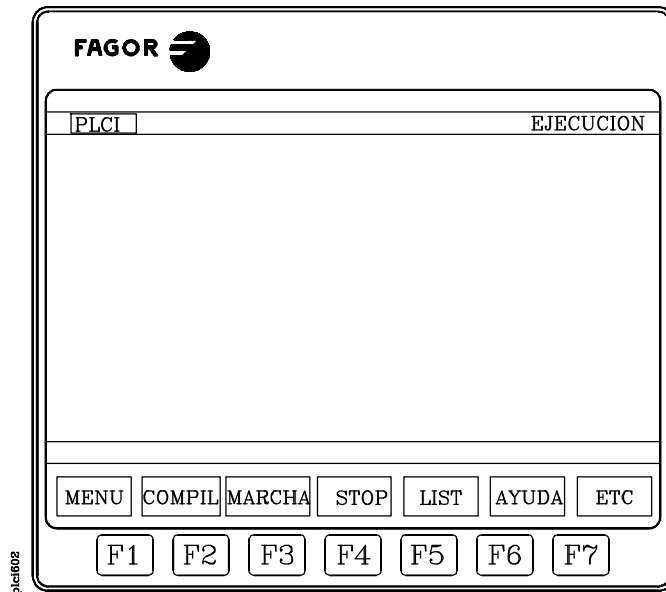 FAGOR
PLCI EJECUCION
MENU COMPIL MARCHA STOP LIST AYUDA ETC
F1 F2 F3 F4 F5 F6 F7
plci602